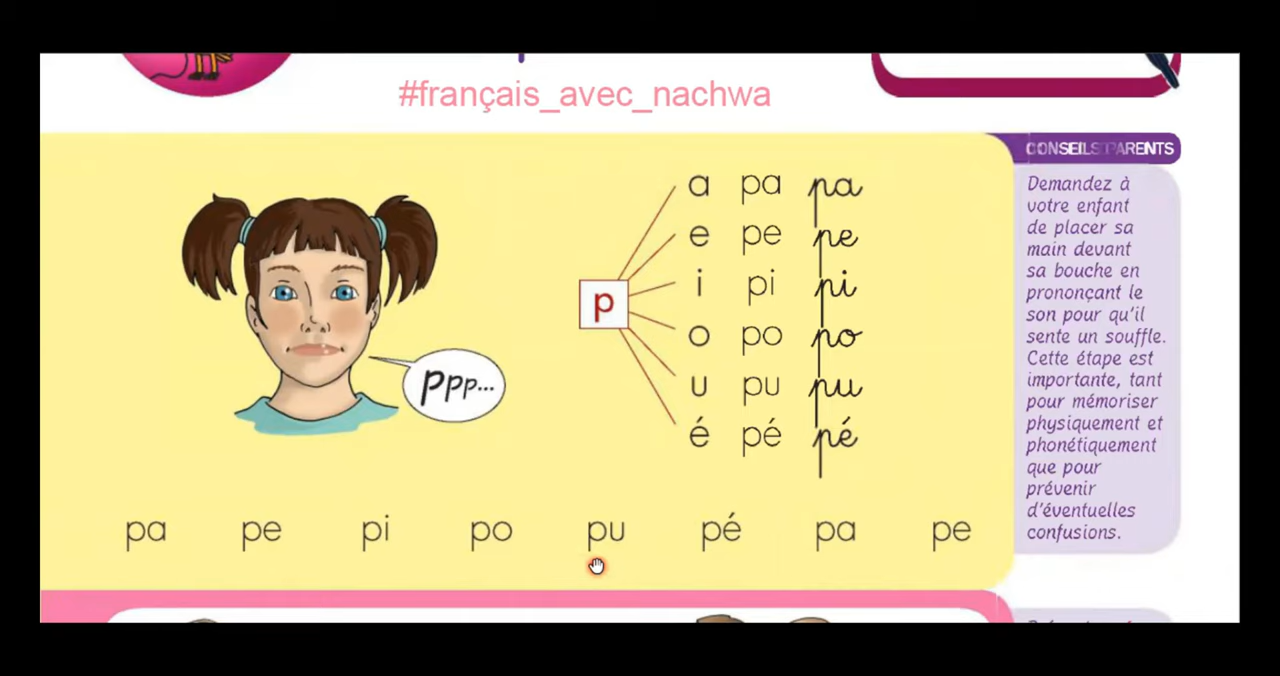 #français_avec_nachwa
CONSEILS PARENTS
a pa pa
e pe pe
i pi pi
p
o po po
u pu pu
é pé pé
Ppp...
pa pe pi po pu pé pa pe
Demandez à
votre enfant
de placer sa
main devant
sa bouche en
prononçant le
son pour qu'il
sente un souffle.
Cette étape est
importante, tant
pour mémoriser
physiquement et
phonétiquement
que pour
prévenir
d'éventuelles
confusions.